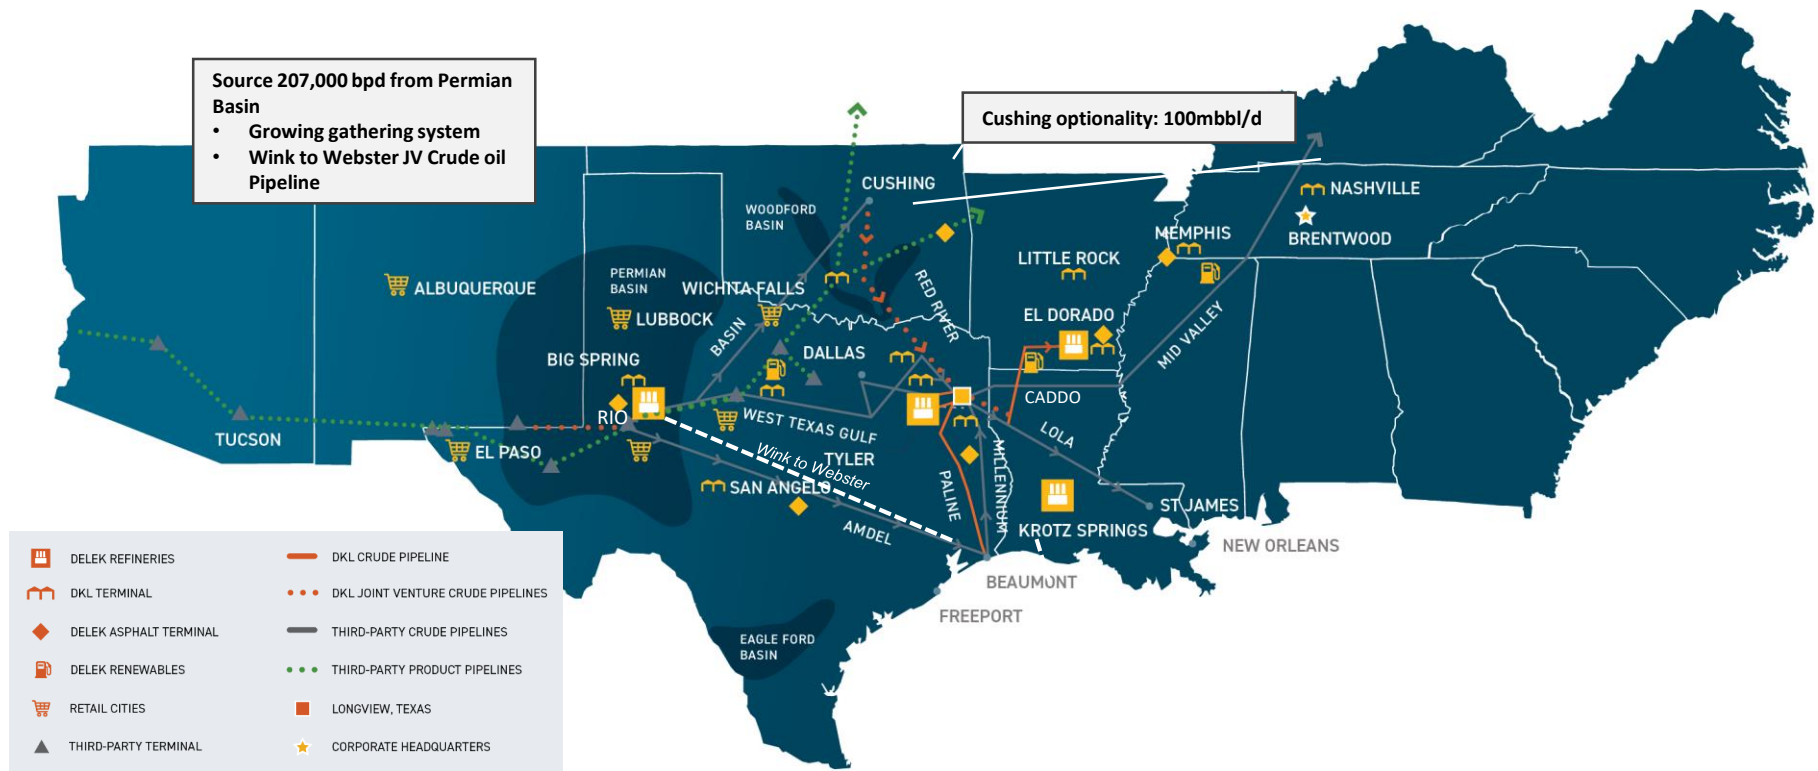 Source 207,000 bpd from Permian
Basin
• Growing gathering system
• Wink to Webster JV Crude oil
Pipeline
Cushing optionality: 100mbbl/d
CUSHING
WOODFORD
BASIN
NASHVILLE
BRENTWOOD
MEMPHIS
LITTLE ROCK
ALBUQUERQUE
PERMIAN
BASIN
WICHITA FALLS
LUBBOCK
RED RIVER
EL DORADO
BASIN
MID VALLEY
DALLAS
BIG SPRING
CADDO
RIO
WEST TEXAS GULF
LOLA
TUCSON
EL PASO
TYLER
Wink to Webster
MILLENNIUM
PALINE
SAN ANGELO
ST JAMES
AMDEL
KROTZ SPRINGS
NEW ORLEANS
BEAUMONT
FREEPORT
EAGLE FORD
BASIN
DELEK REFINERIES
DKL TERMINAL
DELEK ASPHALT TERMINAL
DELEK RENEWABLES
RETAIL CITIES
THIRD-PARTY TERMINAL
DKL CRUDE PIPELINE
DKL JOINT VENTURE CRUDE PIPELINES
THIRD-PARTY CRUDE PIPELINES
THIRD-PARTY PRODUCT PIPELINES
LONGVIEW, TEXAS
CORPORATE HEADQUARTERS